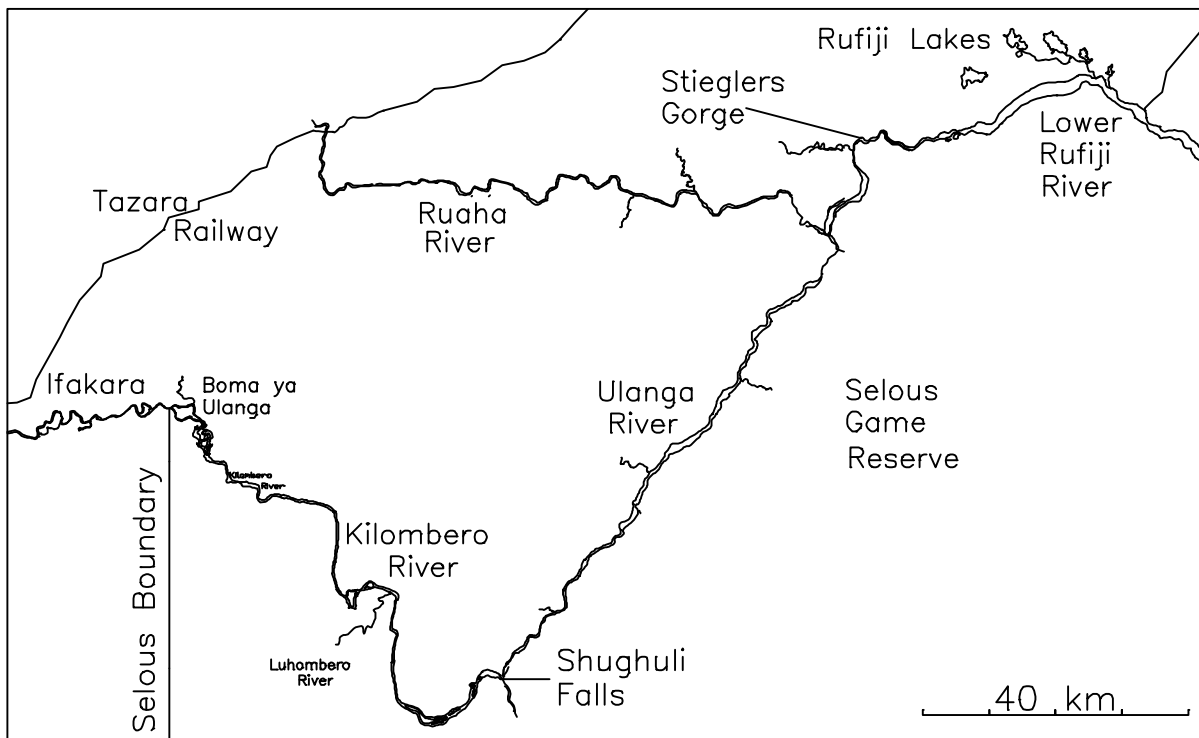 Rufiji Lakes
Stieglers
Gorge
Lower
Rufiji
River
Tazara
Railway
Ruaha
River
Ifakara
Boma ya
Ulanga
Ulanga
River
Selous
Game
Reserve
Kilombero
River
Selous Boundary
Kilombero
River
Luhombero
River
Shughuli
Falls
40 km